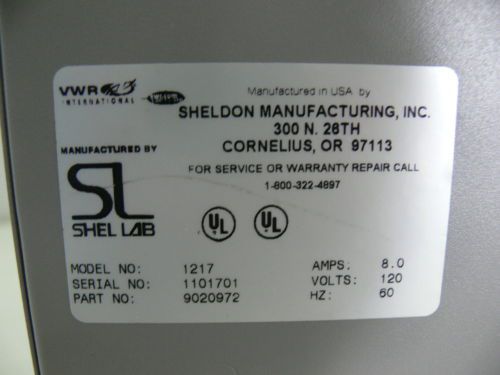 VWR
INTERNATIONAL
Manufactured in USA by
SHELDON MANUFACTURING, INC.
300 N. 26TH
CORNELIUS, OR 97113
MANUFACTURED BY
FOR SERVICE OR WARRANTY REPAIR CALL
1-800-322-4897
SL
SHEL LAB
UL UL
MODEL NO: 1217
SERIAL NO: 1101701
PART NO: 9020972
AMPS: 8.0
VOLTS: 120
HZ: 60